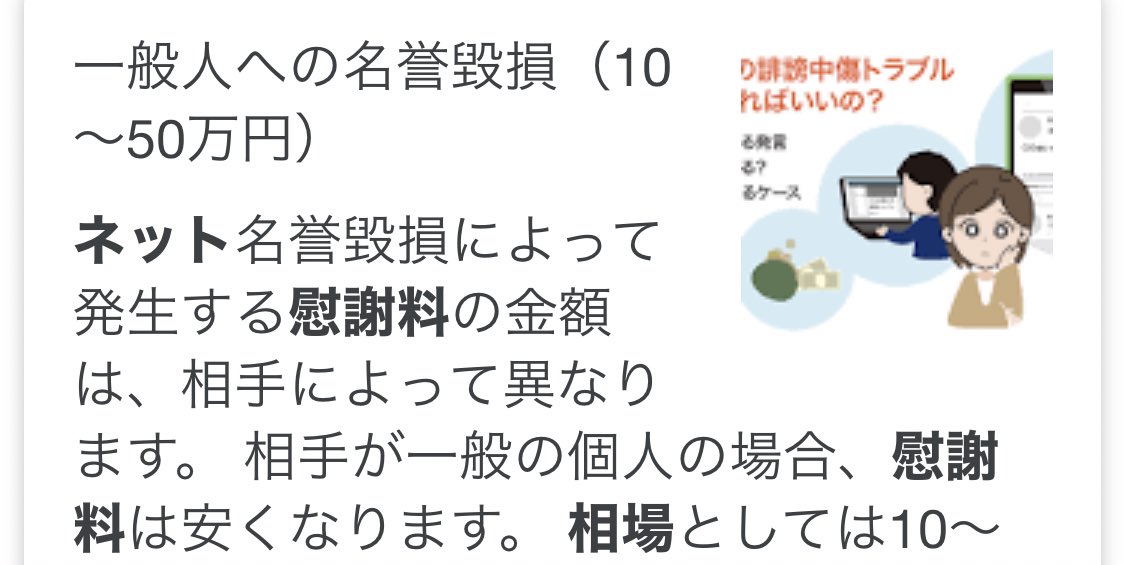 一般人への名誉毀損（10
～50万円）
ネット名誉毀損によって
発生する慰謝料の金額
は、相手によって異なり
ます。 相手が一般の個人の場合、慰謝
料は安くなります。 相場としては10～
の誹謗中傷トラブル
ればいいの?
る発言
る?
るケース